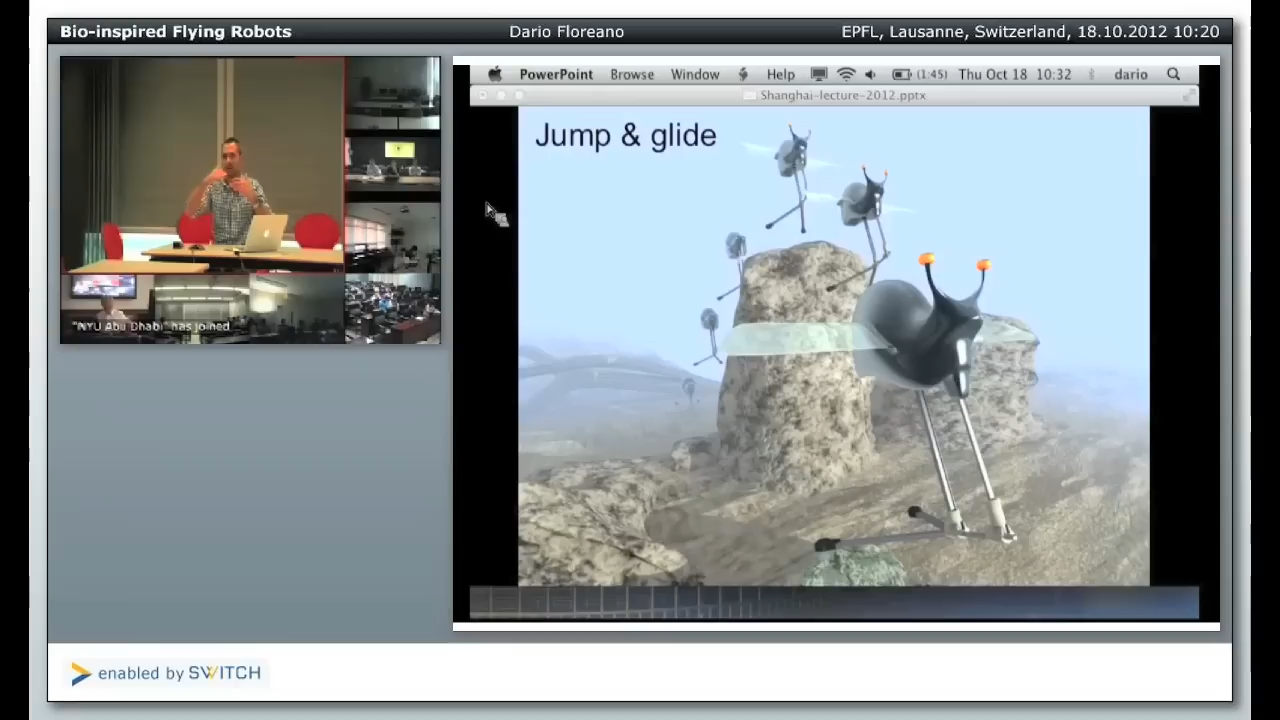 Bio-inspired Flying Robots
Dario Floreano
EPFL, Lausanne, Switzerland, 18.10.2012 10:20
PowerPoint Browse Window Help (1:45) Thu Oct 18 10:32 dario
Shanghai-lecture-2012.pptx
Jump & glide
"NYU Abu Dhabi" has joined
enabled by SWITCH